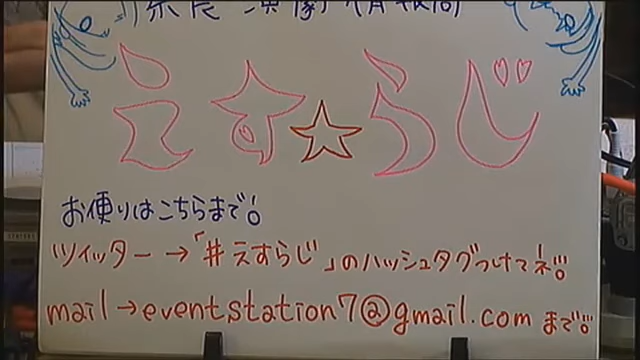 えす☆らじ
お便りはこちらまで!
ツイッター→「#えすらじ」のハッシュタグつけてネ!
mail→event.station7@gmail.com まで!